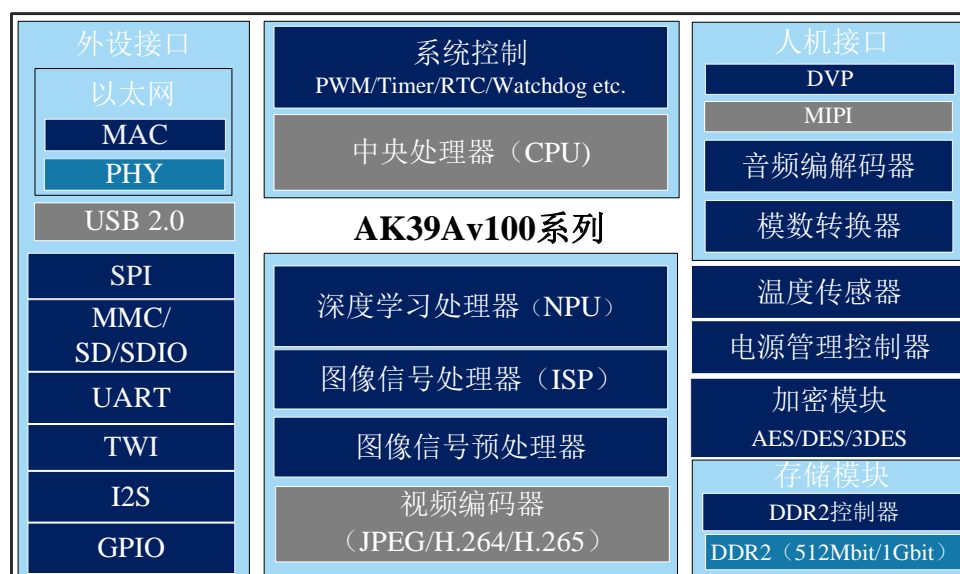 外设接口
以太网
MAC
PHY
USB 2.0
SPI
MMC/
SD/SDIO
UART
TWI
I2S
GPIO
系统控制
PWM/Timer/RTC/Watchdog etc.
中央处理器（CPU)
AK39Av100系列
深度学习处理器（NPU）
图像信号处理器（ISP）
图像信号预处理器
视频编码器
（JPEG/H.264/H.265）
人机接口
DVP
MIPI
音频编解码器
模数转换器
温度传感器
电源管理控制器
加密模块
AES/DES/3DES
存储模块
DDR2控制器
DDR2（512Mbit/1Gbit）